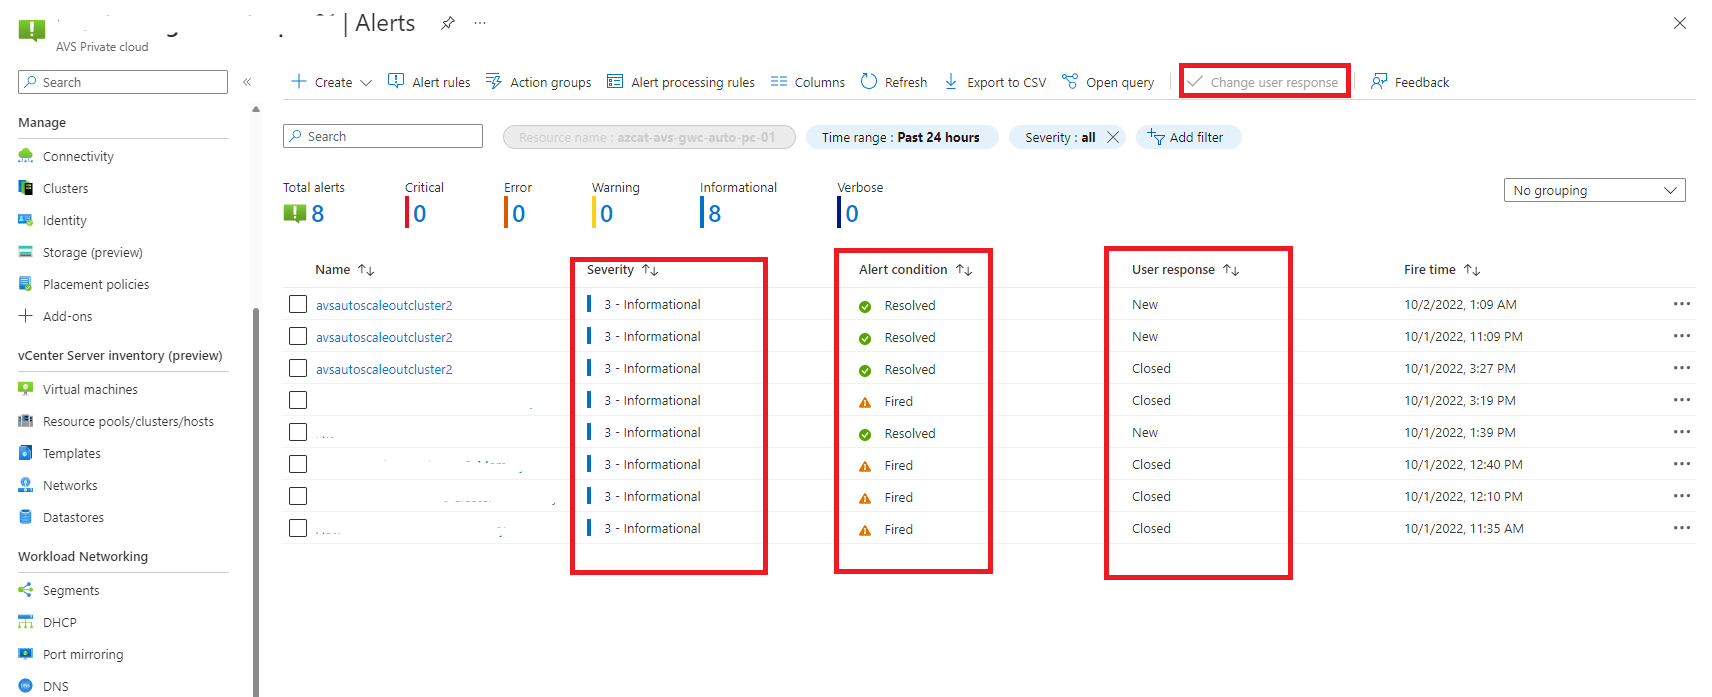 | Alerts
AVS Private cloud
Search
Create Alert rules Action groups Alert processing rules Columns Refresh Export to CSV Open query Change user response Feedback
Manage
Connectivity
Clusters
Identity
Storage (preview)
Placement policies
Add-ons
vCenter Server inventory (preview)
Virtual machines
Resource pools/clusters/hosts
Templates
Networks
Datastores
Workload Networking
Segments
DHCP
Port mirroring
DNS
Search Resource name : azcat-avs-gwc-auto-pc-01 Time range : Past 24 hours Severity : all Add filter
Total alerts Critical Error Warning Informational Verbose
8 0 0 0 8 0
No grouping
Name Severity Alert condition User response Fire time
avsautoscaleoutcluster2 3 - Informational Resolved New 10/2/2022, 1:09 AM
avsautoscaleoutcluster2 3 - Informational Resolved New 10/1/2022, 11:09 PM
avsautoscaleoutcluster2 3 - Informational Resolved Closed 10/1/2022, 3:27 PM
3 - Informational Fired Closed 10/1/2022, 3:19 PM
3 - Informational Resolved New 10/1/2022, 1:39 PM
3 - Informational Fired Closed 10/1/2022, 12:40 PM
3 - Informational Fired Closed 10/1/2022, 12:10 PM
3 - Informational Fired Closed 10/1/2022, 11:35 AM